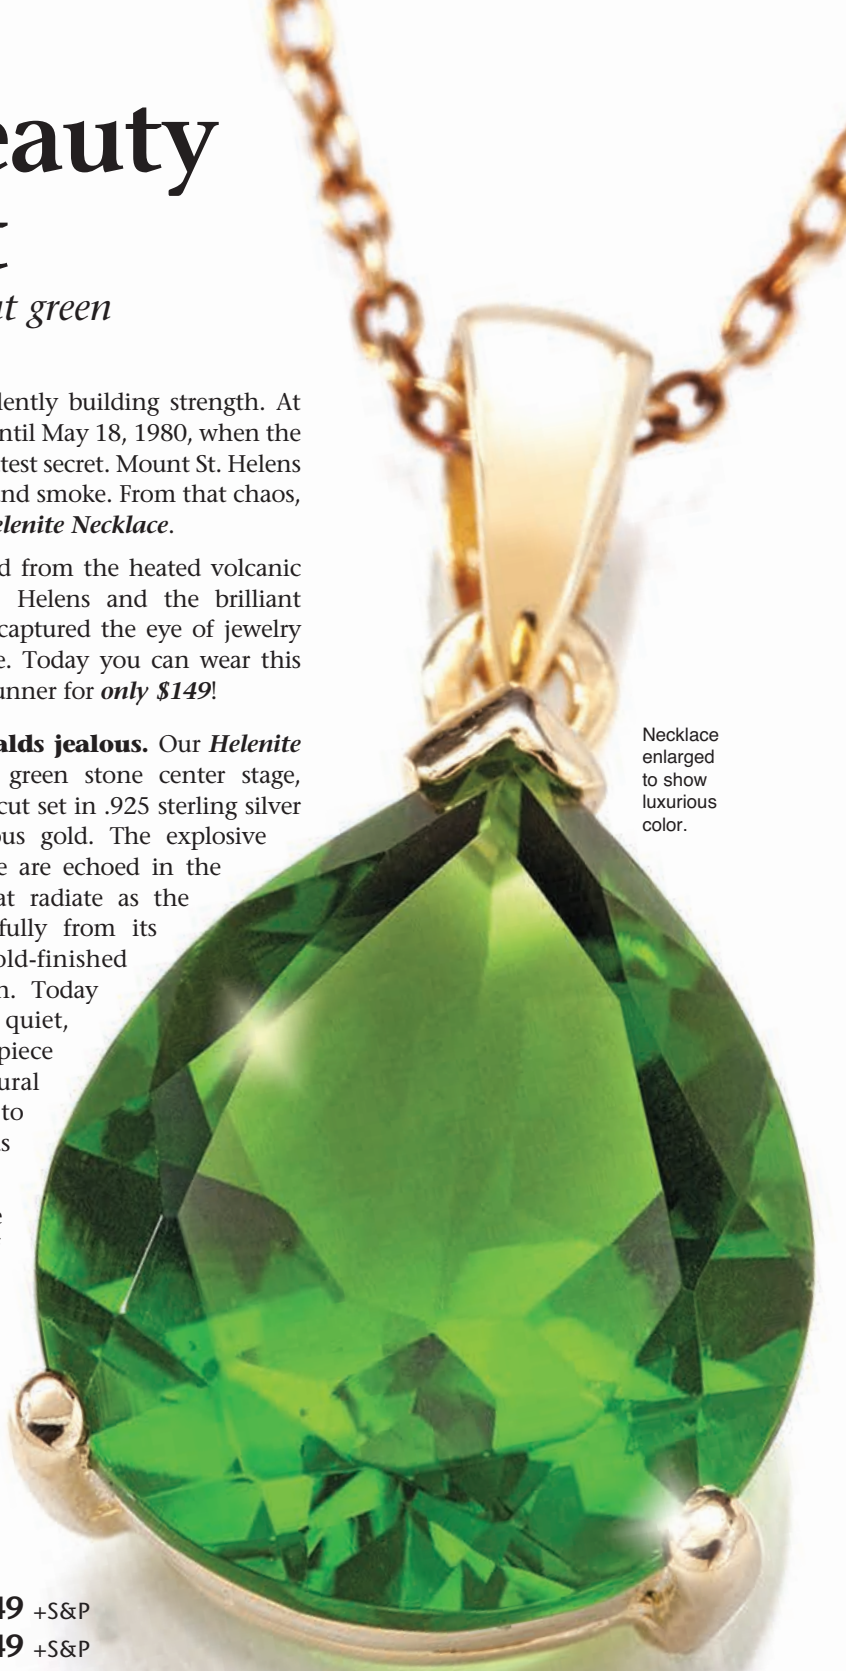 eauty
t
at green
lently building strength. At
ntil May 18, 1980, when the
test secret. Mount St. Helens
nd smoke. From that chaos,
elenite Necklace.
d from the heated volcanic
Helens and the brilliant
captured the eye of jewelry
e. Today you can wear this
unner for only $149!
alds jealous. Our Helenite
green stone center stage,
cut set in .925 sterling silver
ous gold. The explosive
e are echoed in the
at radiate as the
fully from its
old-finished
n. Today
quiet,
piece
ural
to
s
e
Necklace
enlarged
to show
luxurious
color.
49 +S&P
49 +S&P